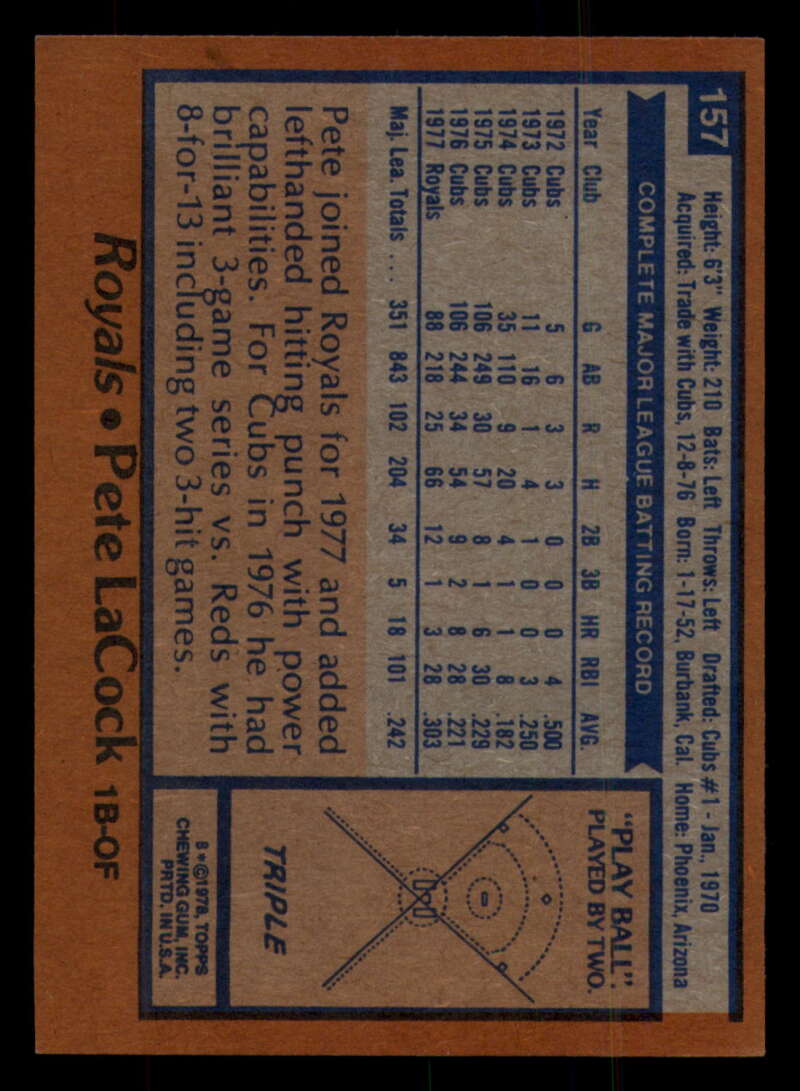 157
Height: 6'3" Weight: 210 Bats: Left Throws: Left Drafted: Cubs #1 - Jan., 1970
Acquired: Trade with Cubs, 12-8-76 Born: 1-17-52, Burbank, Cal. Home: Phoenix, Arizona
COMPLETE MAJOR LEAGUE BATTING RECORD
Year Club G AB R H 2B 3B HR RBI AVG.
1972 Cubs 5 6 3 3 0 0 0 4 .500
1973 Cubs 11 16 1 4 1 0 0 3 .250
1974 Cubs 35 110 9 20 4 1 1 8 .182
1975 Cubs 106 249 30 57 8 1 6 30 .229
1976 Cubs 106 244 34 54 9 2 8 28 .221
1977 Royals 88 218 25 66 12 1 3 28 .303
Maj. Lea. Totals . . . 351 843 102 204 34 5 18 101 .242
Pete joined Royals for 1977 and added
lefthanded hitting punch with power
capabilities. For Cubs in 1976 he had
brilliant 3-game series vs. Reds with
8-for-13 including two 3-hit games.
"PLAY BALL".
PLAYED BY TWO.
TRIPLE
B*©1978, TOPPS
CHEWING GUM, INC.
PRTD. IN U.S.A.
Royals • Pete LaCock 1B-OF